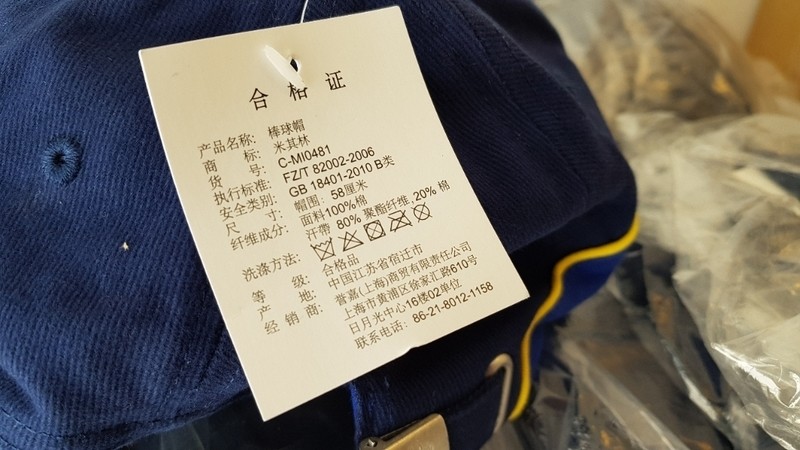 合格证
产品名称: 棒球帽
商标: 米其林
货号: C-MI0481
执行标准: FZ/T 82002-2006
安全类别: GB 18401-2010 B类
尺寸: 帽围: 58厘米
纤维成分: 面料100%棉
汗带 80% 聚酯纤维, 20% 棉
洗涤方法:
等级: 合格品
产地: 中国江苏省宿迁市
经销商: 誉嘉(上海)商贸有限责任公司
上海市黄浦区徐家汇路610号
日月光中心16楼02单位
联系电话: 86-21-8012-1158